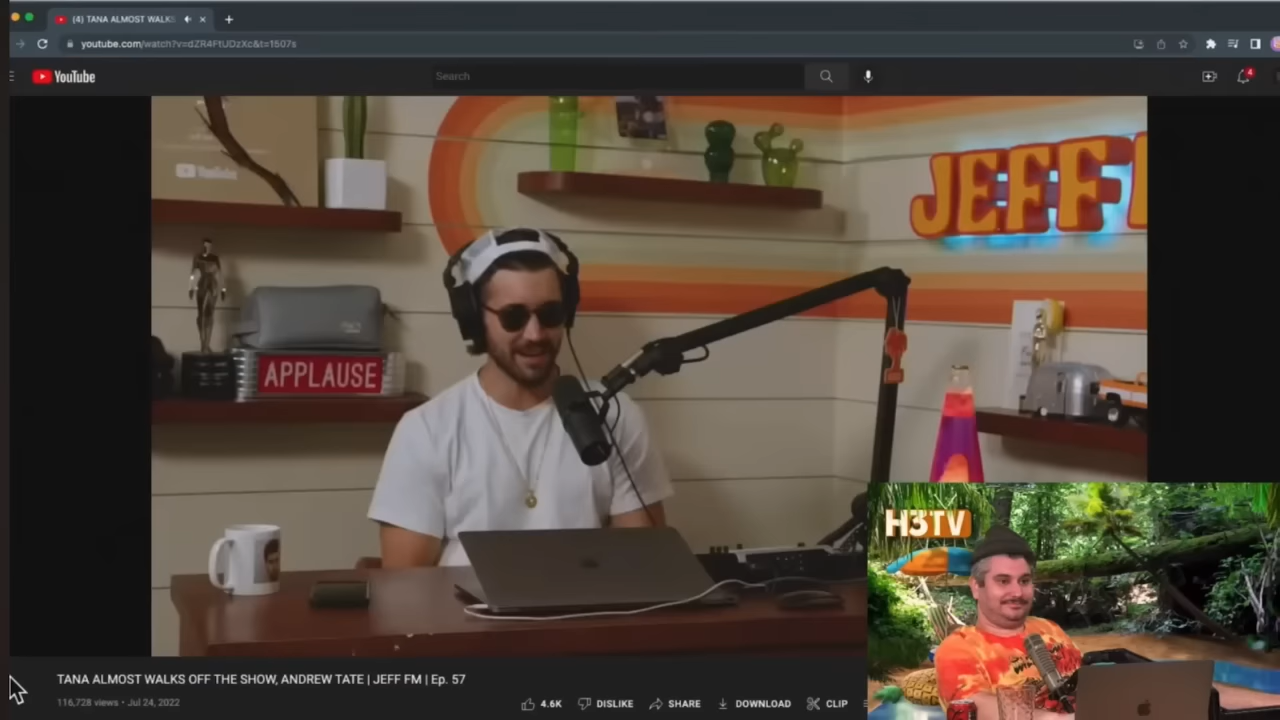 (4) TANA ALMOST WALKS
youtube.com/watch?v=dZR4FtUDzXc&t=1507s
YouTube
Search
4
YouTube
JEFF
APPLAUSE
H3TV
TANA ALMOST WALKS OFF THE SHOW, ANDREW TATE | JEFF FM | Ep. 57
116,728 views • Jul 24, 2022
4.6K
DISLIKE
SHARE
DOWNLOAD
CLIP